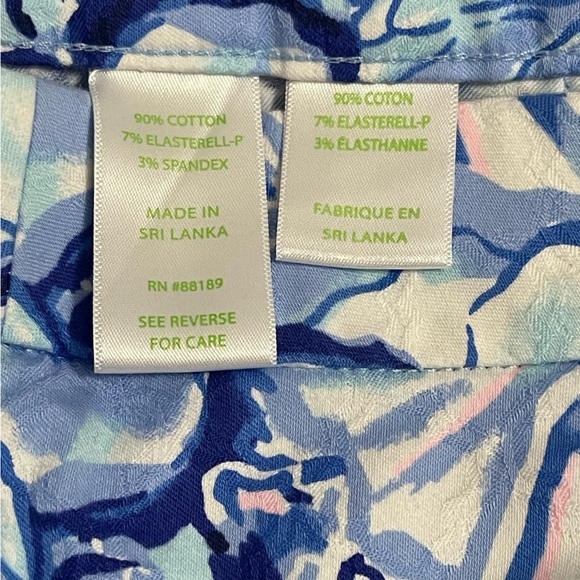 90% COTTON
7% ELASTERELL-P
3% SPANDEX
MADE IN
SRI LANKA
RN #88189
SEE REVERSE
FOR CARE
90% COTON
7% ELASTERELL-P
3% ÉLASTHANNE
FABRIQUE EN
SRI LANKA